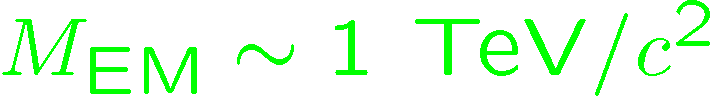 M_EM ~ 1 TeV/c²